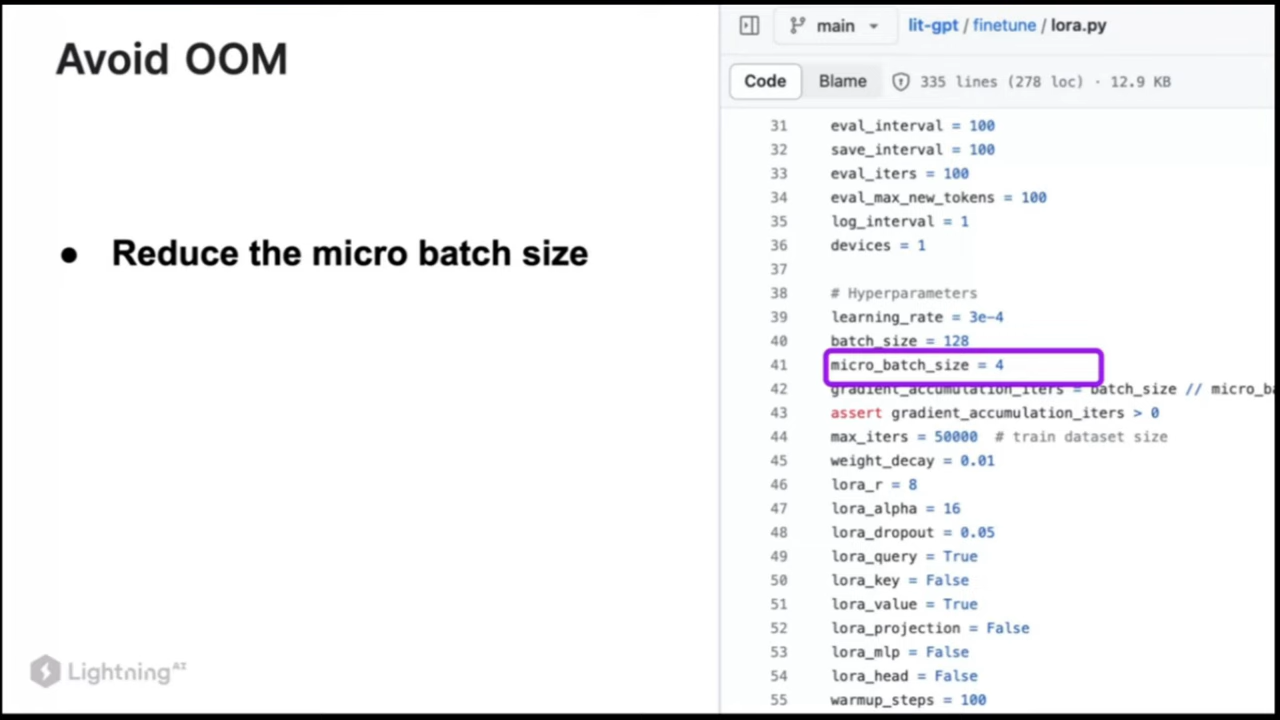 Avoid OOM
● Reduce the micro batch size
Lightning AI
main lit-gpt / finetune / lora.py
Code Blame 335 lines (278 loc) · 12.9 KB
31 eval_interval = 100
32 save_interval = 100
33 eval_iters = 100
34 eval_max_new_tokens = 100
35 log_interval = 1
36 devices = 1
37
38 # Hyperparameters
39 learning_rate = 3e-4
40 batch_size = 128
41 micro_batch_size = 4
42 gradient_accumulation_iters = batch_size // micro_ba
43 assert gradient_accumulation_iters > 0
44 max_iters = 50000 # train dataset size
45 weight_decay = 0.01
46 lora_r = 8
47 lora_alpha = 16
48 lora_dropout = 0.05
49 lora_query = True
50 lora_key = False
51 lora_value = True
52 lora_projection = False
53 lora_mlp = False
54 lora_head = False
55 warmup_steps = 100